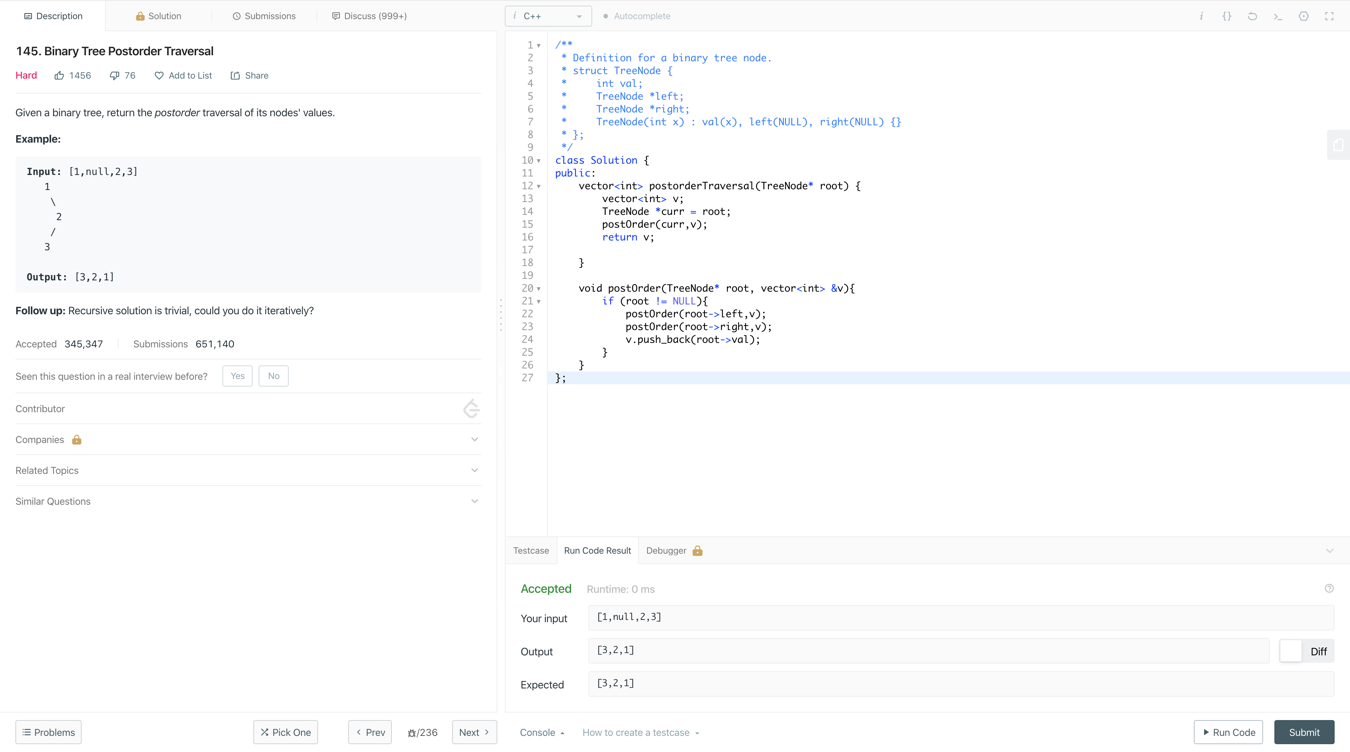 Description
Solution
Submissions
Discuss (999+)
145. Binary Tree Postorder Traversal
Hard 1456 76 Add to List Share
Given a binary tree, return the postorder traversal of its nodes' values.
Example:
Input: [1,null,2,3]
1
\
2
/
3
Output: [3,2,1]
Follow up: Recursive solution is trivial, could you do it iteratively?
Accepted 345,347 Submissions 651,140
Seen this question in a real interview before? Yes No
Contributor
Companies
Related Topics
Similar Questions
Problems
Pick One
< Prev
/236
Next >
i C++
Autocomplete
i {} >_
1 /**
2 * Definition for a binary tree node.
3 * struct TreeNode {
4 *     int val;
5 *     TreeNode *left;
6 *     TreeNode *right;
7 *     TreeNode(int x) : val(x), left(NULL), right(NULL) {}
8 * };
9 */
10 class Solution {
11 public:
12     vector<int> postorderTraversal(TreeNode* root) {
13         vector<int> v;
14         TreeNode *curr = root;
15         postOrder(curr,v);
16         return v;
17
18     }
19
20     void postOrder(TreeNode* root, vector<int> &v){
21         if (root != NULL){
22             postOrder(root->left,v);
23             postOrder(root->right,v);
24             v.push_back(root->val);
25         }
26     }
27 };
Testcase Run Code Result Debugger
Accepted Runtime: 0 ms
Your input [1,null,2,3]
Output [3,2,1] Diff
Expected [3,2,1]
Console How to create a testcase Run Code Submit